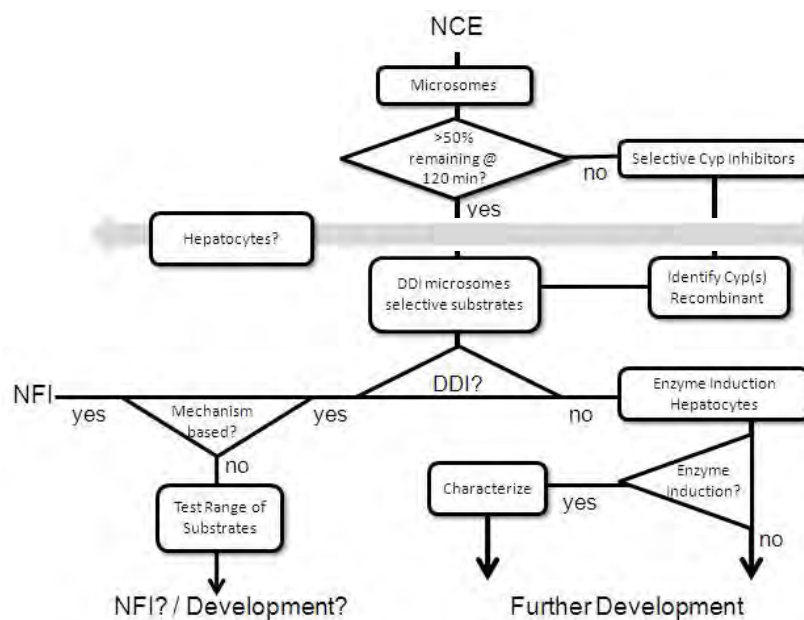 NCE
Microsomes
>50%
remaining @
120 min?
no
Selective Cyp Inhibitors
yes
Hepatocytes?
DDI microsomes
selective substrates
Identify Cyp(s)
Recombinant
DDI?
NFI
yes
Mechanism
based?
yes
no
Enzyme Induction
Hepatocytes
no
Test Range of
Substrates
Characterize
yes
Enzyme
Induction?
no
NFI? / Development?
Further Development